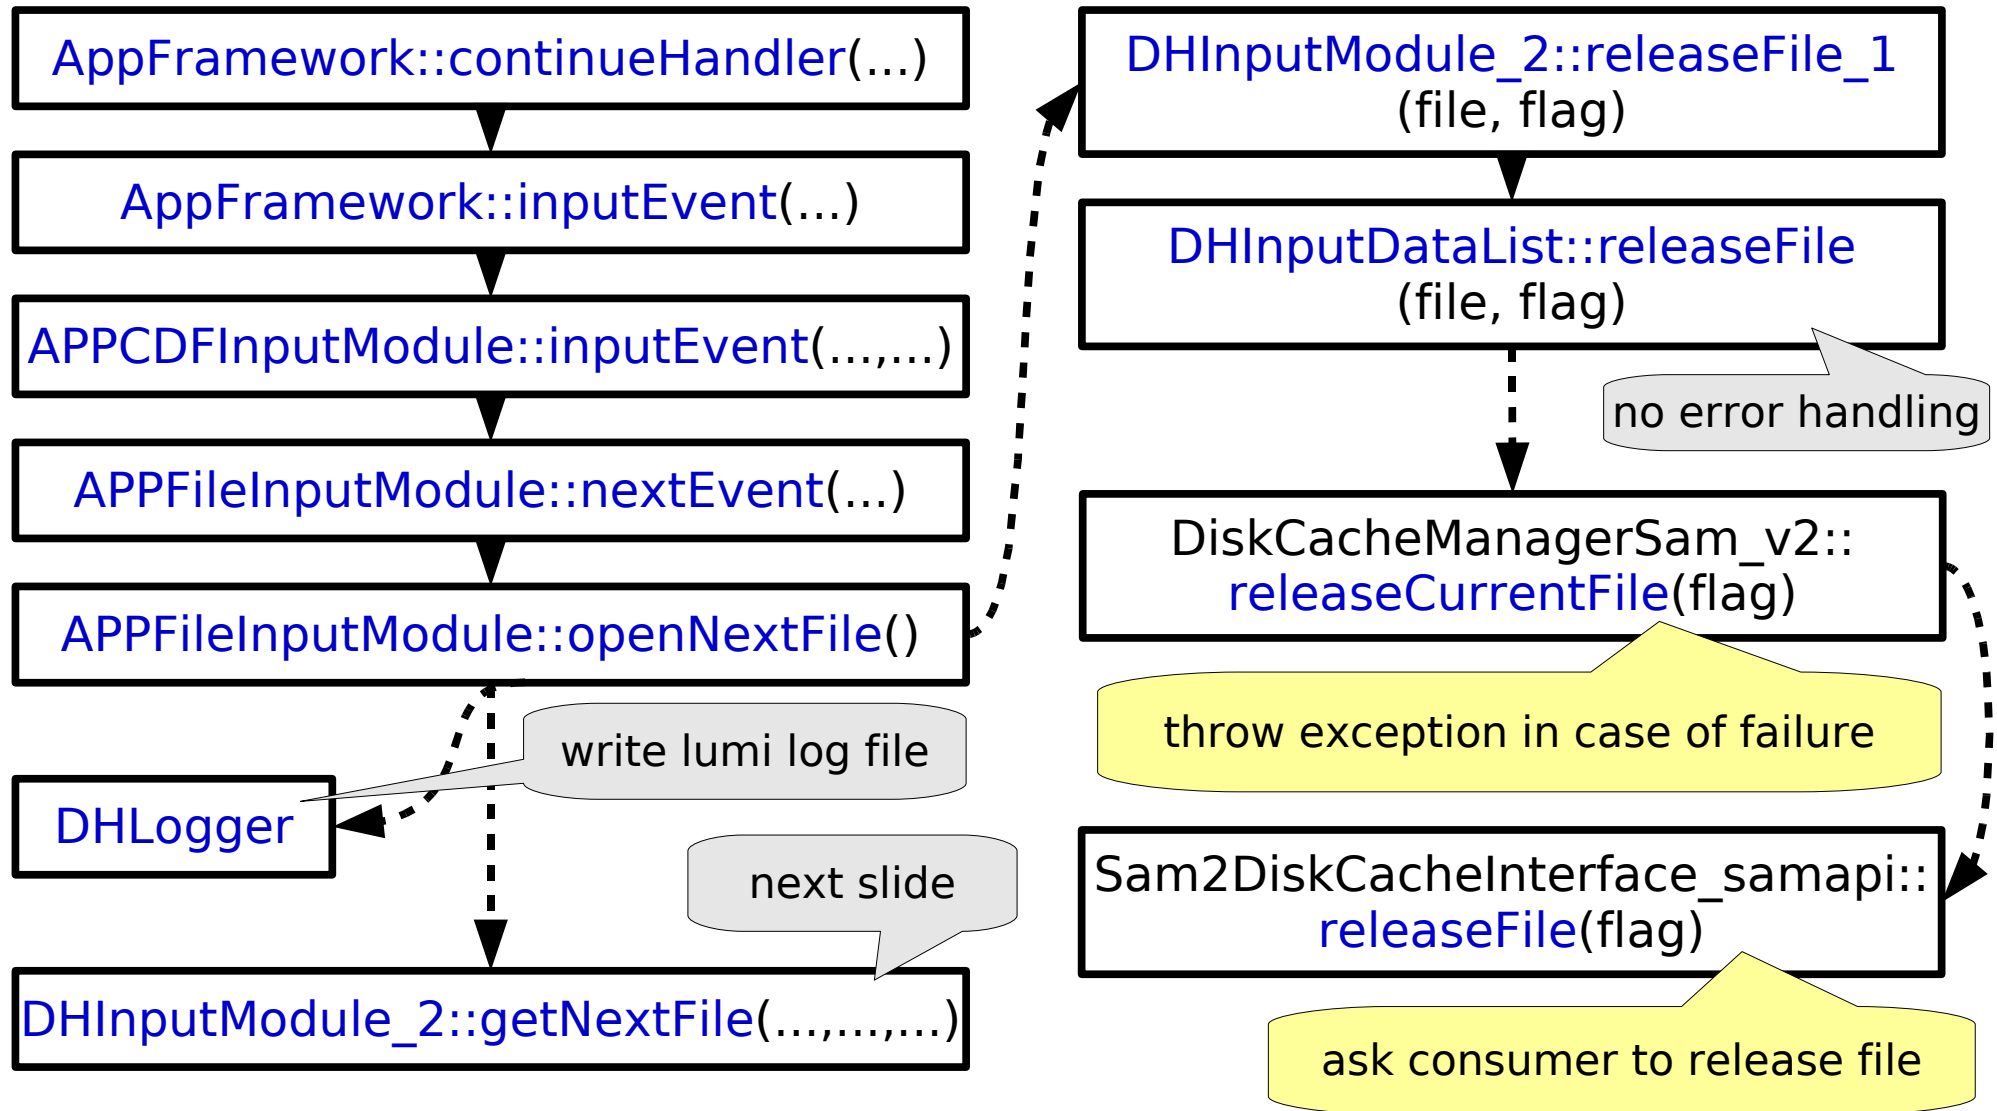 AppFramework::continueHandler(...)
AppFramework::inputEvent(...)
APPCDFInputModule::inputEvent(...,...)
APPFileInputModule::nextEvent(...)
APPFileInputModule::openNextFile()
write lumi log file
DHLogger
next slide
DHInputModule_2::getNextFile(...,...,...)
DHInputModule_2::releaseFile_1
(file, flag)
DHInputDataList::releaseFile
(file, flag)
no error handling
DiskCacheManagerSam_v2::
releaseCurrentFile(flag)
throw exception in case of failure
Sam2DiskCacheInterface_samapi::
releaseFile(flag)
ask consumer to release file